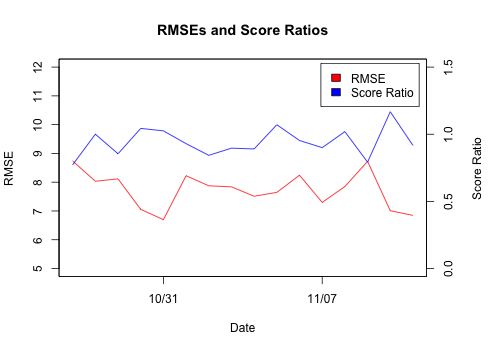 RMSEs and Score Ratios
RMSE
Score Ratio
12
11
10
9
8
7
6
5
RMSE
1.5
1.0
0.5
0.0
Score Ratio
10/31
11/07
Date